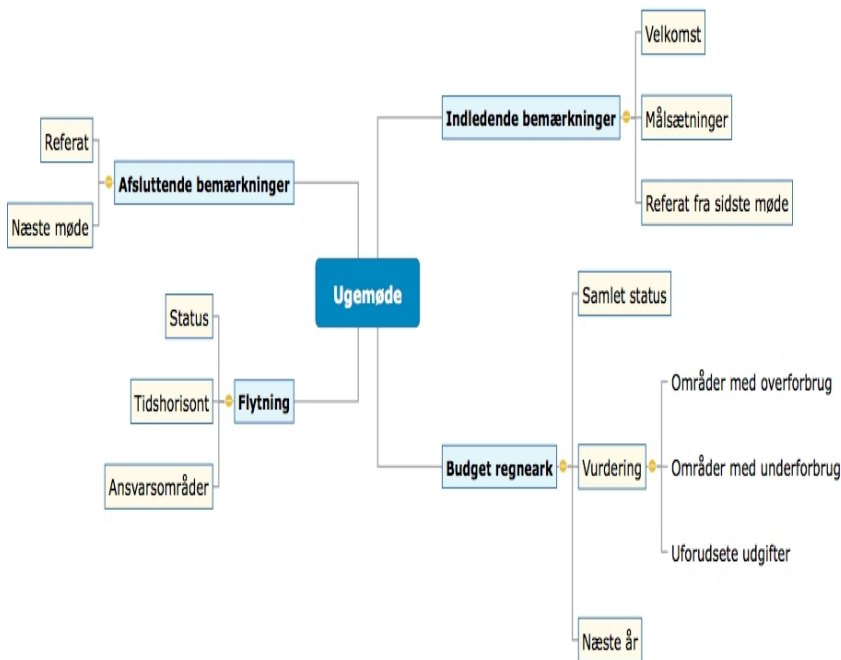 Ugemøde
Indledende bemærkninger
Velkomst
Målsætninger
Referat fra sidste møde
Budget regneark
Samlet status
Vurdering
Områder med overforbrug
Områder med underforbrug
Uforudsete udgifter
Næste år
Flytning
Status
Tidshorisont
Ansvarsområder
Afsluttende bemærkninger
Referat
Næste møde